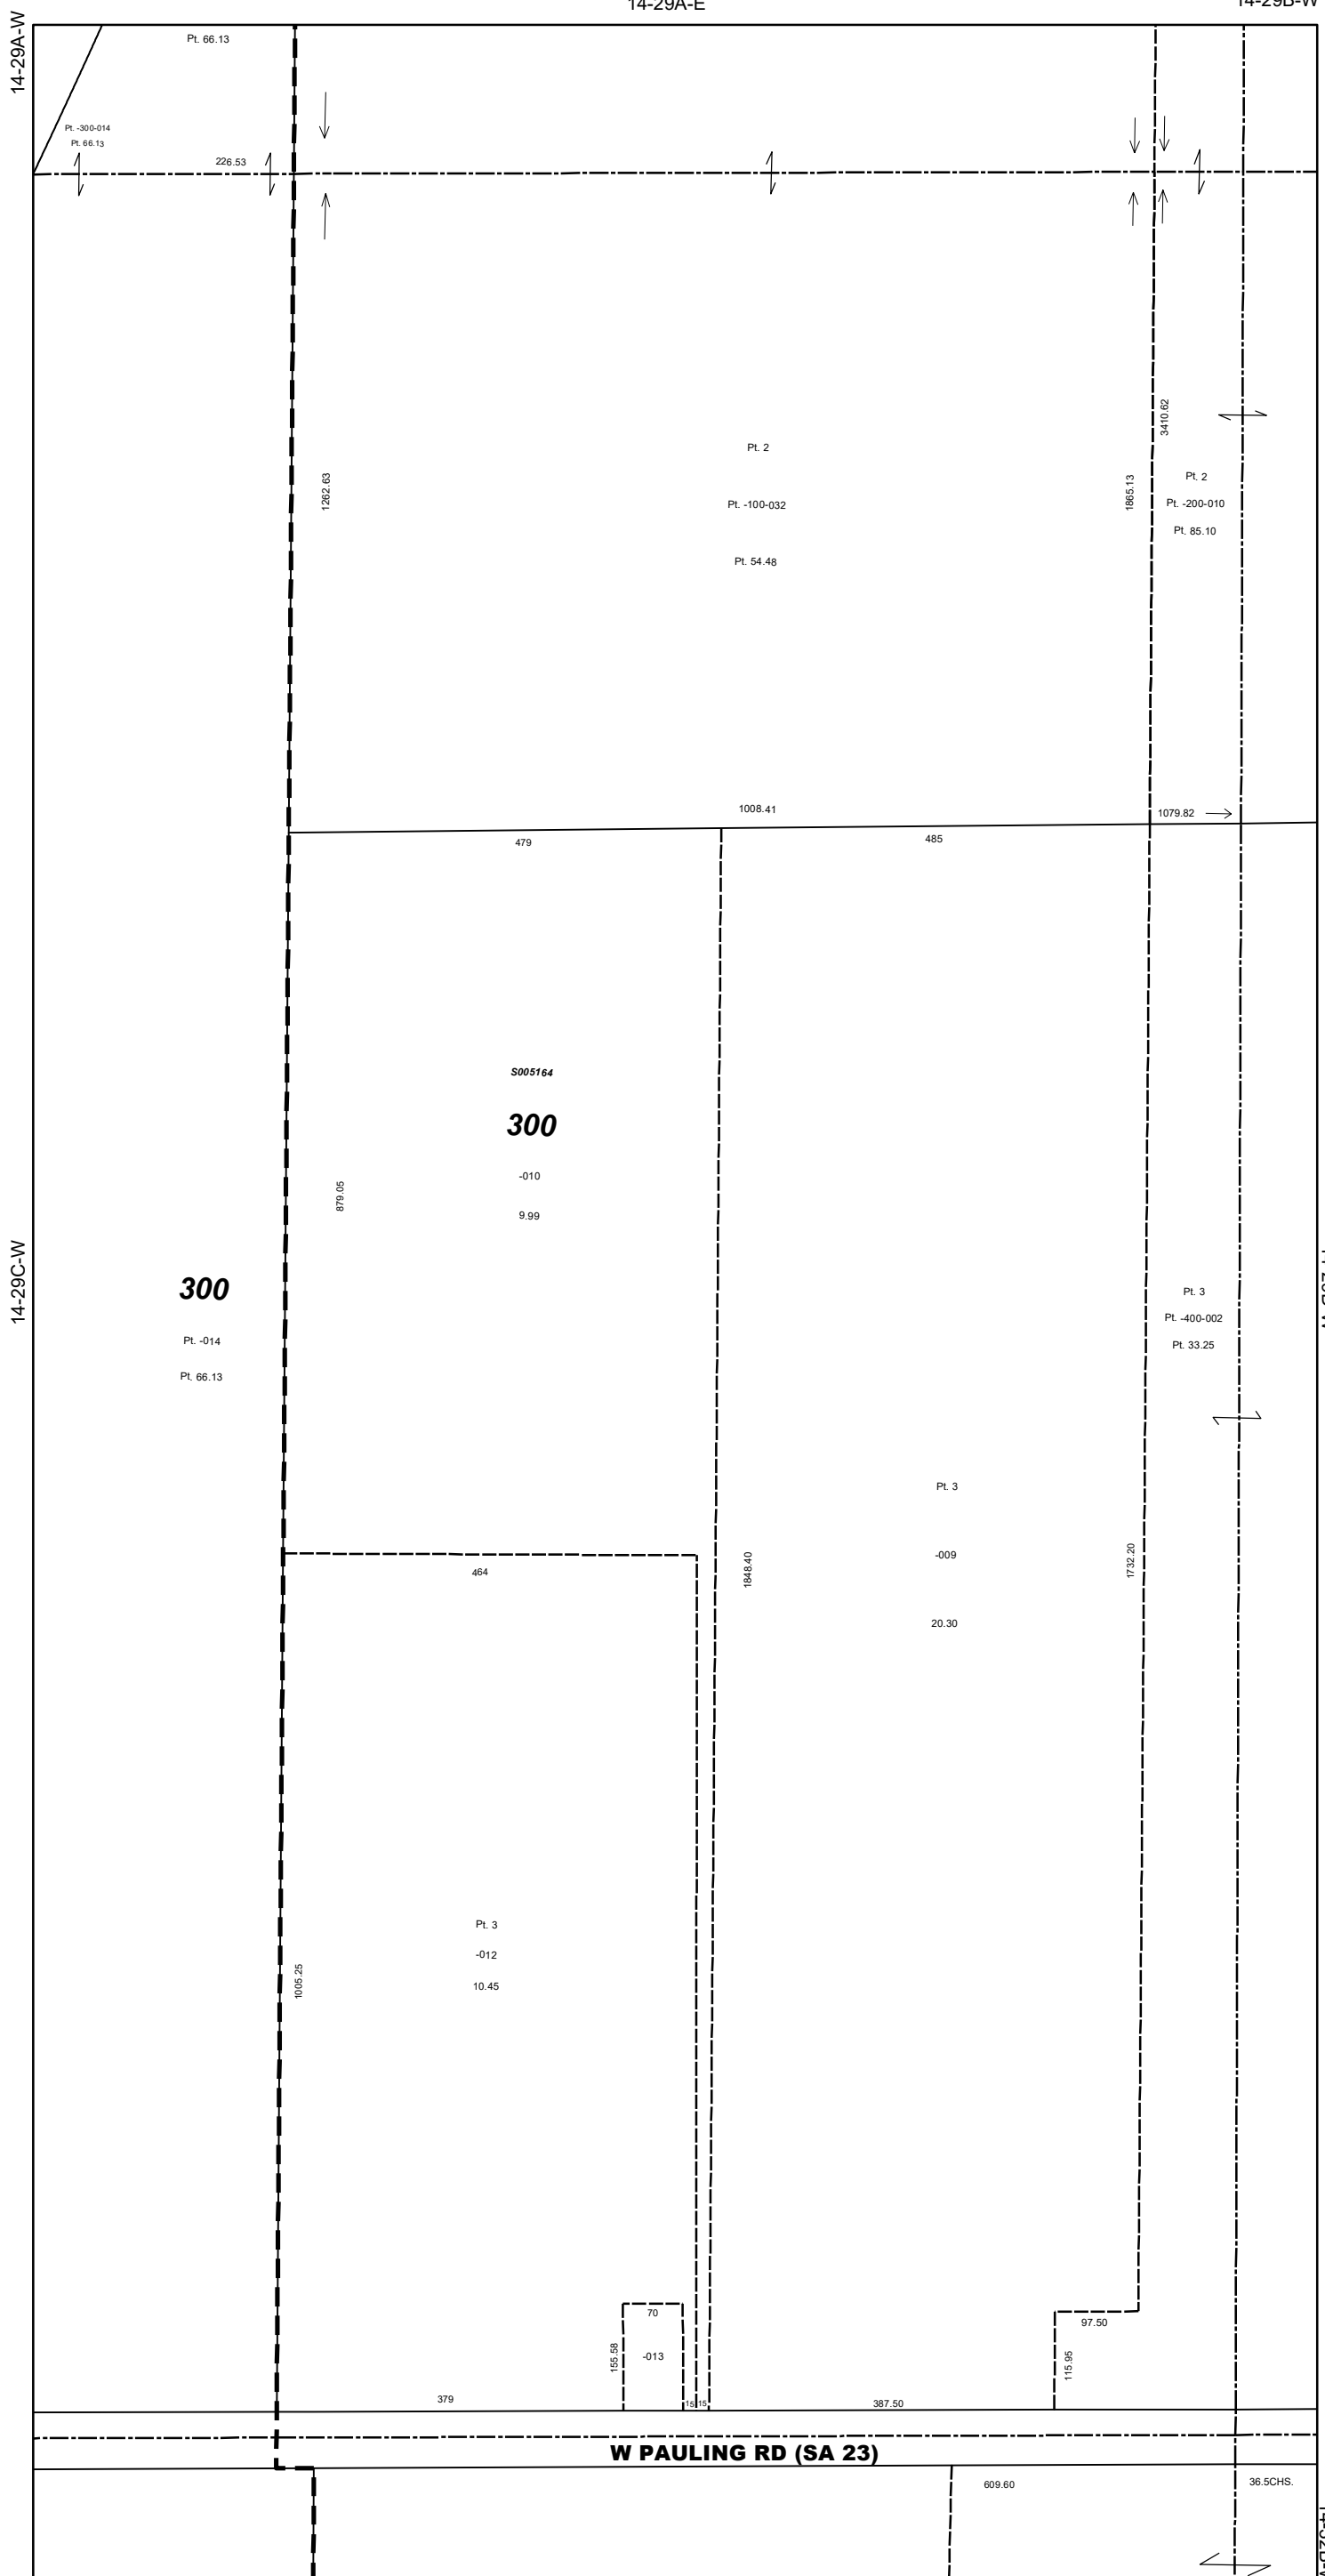 14-29A-E
14-29B-W
14-29A-W
Pt. 66.13
Pt. -300-014
Pt. 66.13
226.53
3410.62
1262.63
1865.13
Pt. 2
Pt. -100-032
Pt. 54.48
Pt. 2
Pt. -200-010
Pt. 85.10
1008.41
1079.82
479
485
S005164
300
-010
9.99
879.05
14-29C-W
300
Pt. -014
Pt. 66.13
Pt. 3
Pt. -400-002
Pt. 33.25
Pt. 3
-009
20.30
464
1848.40
1732.20
Pt. 3
-012
10.45
1005.25
70
-013
155.58
97.50
115.95
379
15
15
387.50
W PAULING RD (SA 23)
609.60
36.5CHS.